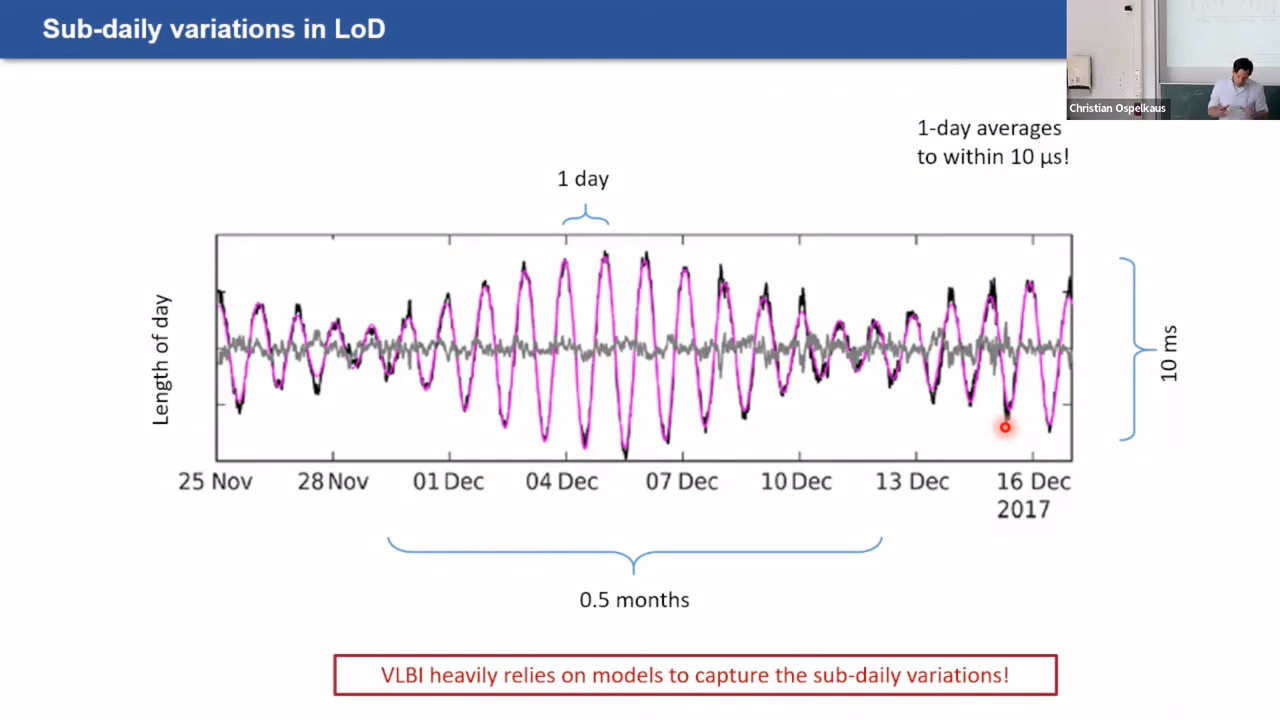 Sub-daily variations in LoD
Christian Ospelkaus
1-day averages
to within 10 µs!
1 day
Length of day
10 ms
25 Nov
28 Nov
01 Dec
04 Dec
07 Dec
10 Dec
13 Dec
16 Dec
2017
0.5 months
VLBI heavily relies on models to capture the sub-daily variations!